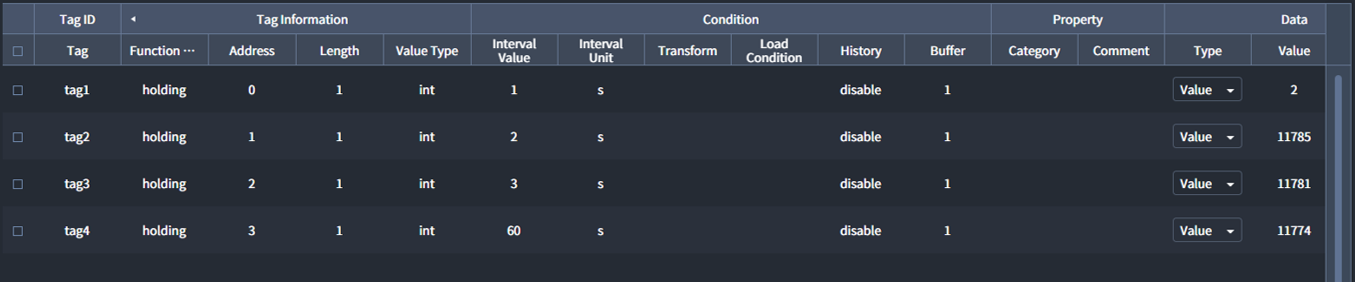 Tag ID Tag Information Condition Property Data
Tag Function ⋯ Address Length Value Type Interval Value Interval Unit Transform Load Condition History Buffer Category Comment Type Value
tag1 holding 0 1 int 1 s disable 1 Value 2
tag2 holding 1 1 int 2 s disable 1 Value 11785
tag3 holding 2 1 int 3 s disable 1 Value 11781
tag4 holding 3 1 int 60 s disable 1 Value 11774